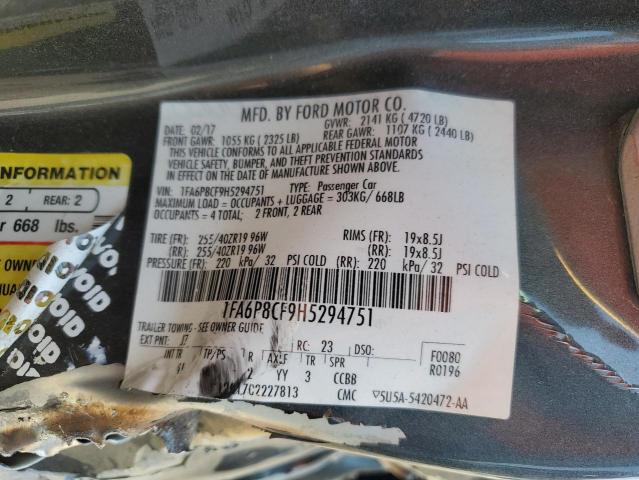 MFD. BY FORD MOTOR CO.
DATE: 02/17 GVWR: 2141 KG ( 4720 LB)
FRONT GAWR: 1055 KG ( 2325 LB) REAR GAWR: 1107 KG ( 2440 LB)
THIS VEHICLE CONFORMS TO ALL APPLICABLE FEDERAL MOTOR
VEHICLE SAFETY, BUMPER, AND THEFT PREVENTION STANDARDS
IN EFFECT ON THE DATE OF MANUFACTURE SHOWN ABOVE.
VIN: 1FA6P8CF9H5294751 TYPE: Passenger Car
MAXIMUM LOAD = OCCUPANTS + LUGGAGE = 303KG/668LB
OCCUPANTS = 4 TOTAL; 2 FRONT, 2 REAR
TIRE (FR): 255/40ZR19 96W RIMS (FR): 19x8.5J
(RR): 255/40ZR19 96W (RR): 19x8.5J
PRESSURE (FR): 220 kPa/ 32 PSI COLD (RR): 220 kPa/ 32 PSI COLD
1FA6P8CF9H5294751
TRAILER TOWING - SEE OWNER GUIDE
EXT PNT: J7 RC: 23 DSO: F0080
INT TR TP/PS R AXLE TR SPR R0196
2 YY 3 CCBB
17C2227813 CMC 5U5A-5420472-AA
INFORMATION
2 REAR: 2
668 lbs.
OWNE
VOID
VOID
VOID